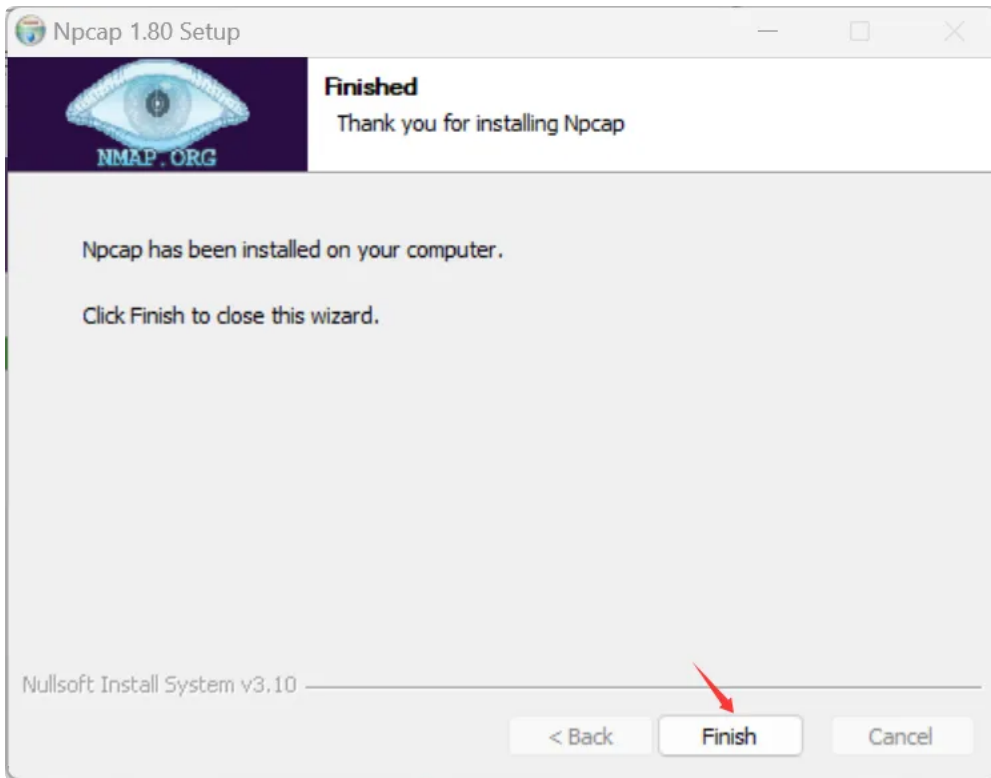 Npcap 1.80 Setup
NMAP.ORG
Finished
Thank you for installing Npcap
Npcap has been installed on your computer.
Click Finish to close this wizard.
Nullsoft Install System v3.10
< Back
Finish
Cancel